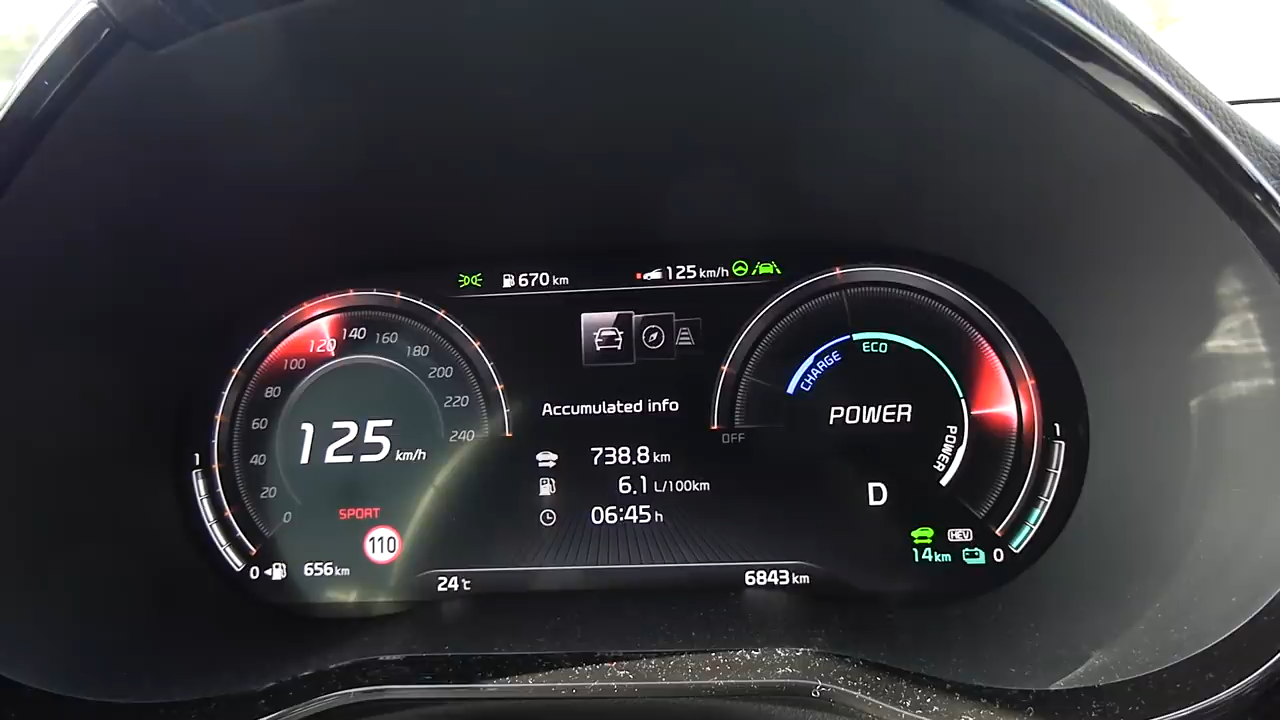 670 km
125 km/h
0
20
40
60
80
100
120
140
160
180
200
220
240
125 km/h
SPORT
110
1
0
656 km
Accumulated info
738.8 km
6.1 L/100km
06:45 h
24 ℃
6843 km
OFF
CHARGE
ECO
POWER
POWER
D
HEV
14 km
1
0